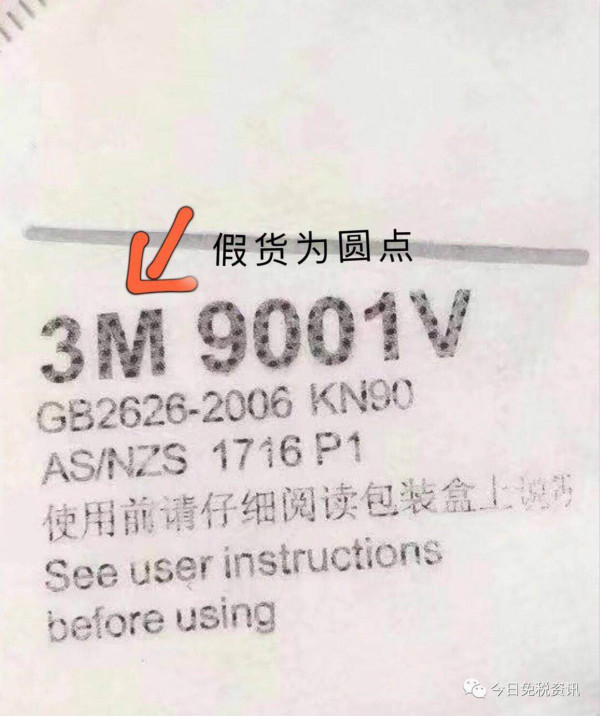 假货为圆点
3M 9001V
GB2626-2006 KN90
AS/NZS 1716 P1
使用前请仔细阅读包装盒上说
See user instructions
before using
今日免税资讯